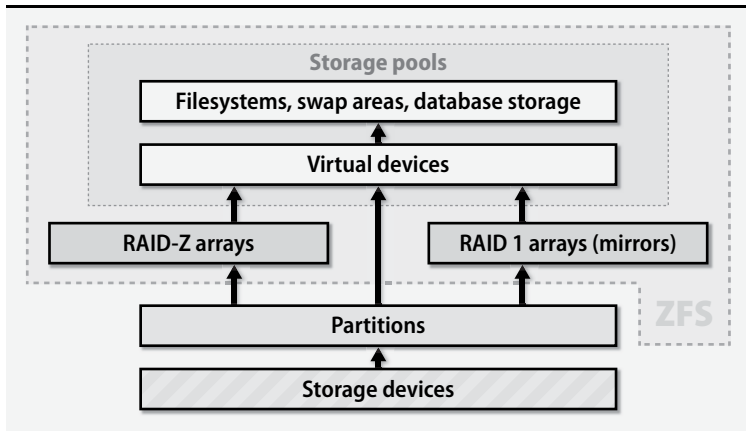 Storage pools
Filesystems, swap areas, database storage
Virtual devices
RAID-Z arrays
RAID 1 arrays (mirrors)
ZFS
Partitions
Storage devices